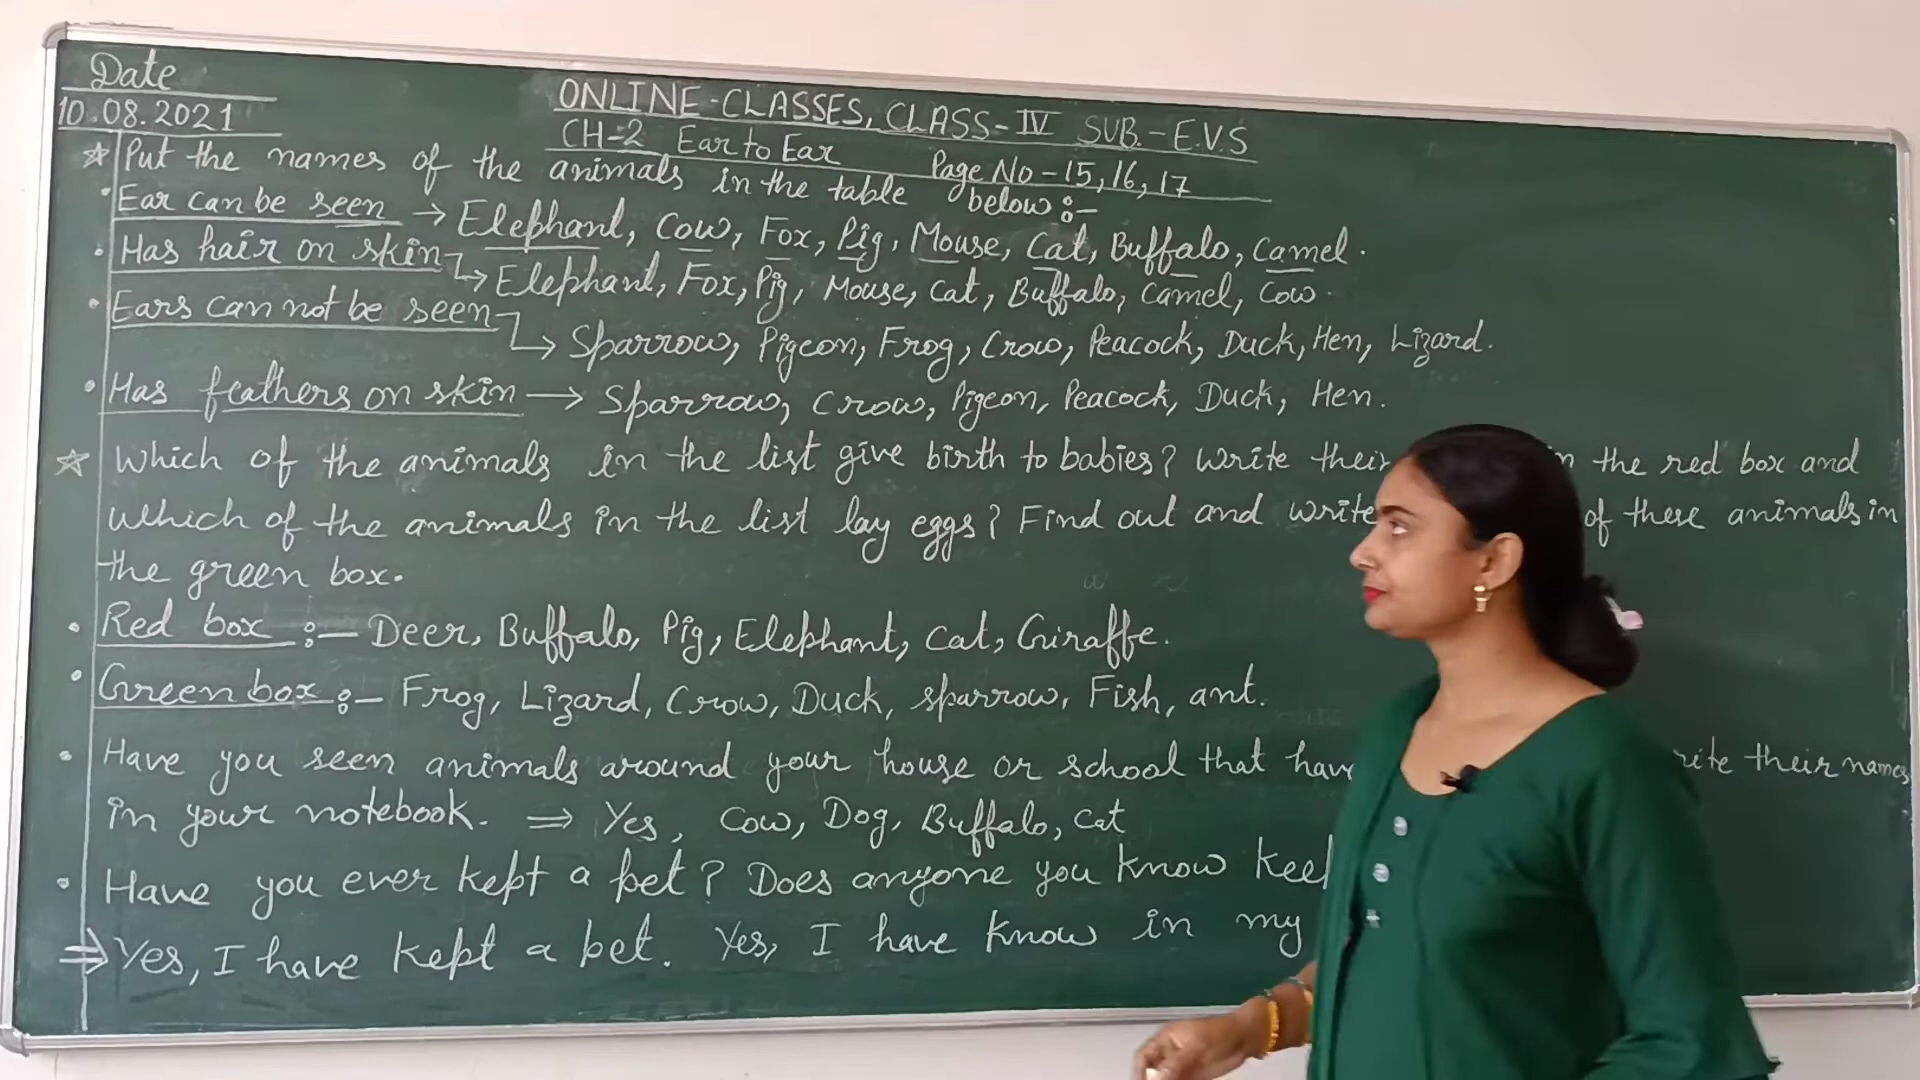 Date
10.08.2021
ONLINE-CLASSES, CLASS-IV SUB.-E.V.S
CH-2 Ear to Ear Page No-15,16,17
Put the names of the animals in the table below :-
Ear can be seen → Elephant, Cow, Fox, Pig, Mouse, Cat, Buffalo, Camel.
Has hair on skin → Elephant, Fox, Pig, Mouse, Cat, Buffalo, Camel, Cow.
Ears can not be seen → Sparrow, Pigeon, Frog, Crow, Peacock, Duck, Hen, Lizard.
Has feathers on skin → Sparrow, Crow, Pigeon, Peacock, Duck, Hen.
Which of the animals in the list give birth to babies? Write their in the red box and
which of the animals in the list lay eggs? Find out and write of these animals in
the green box.
Red box :- Deer, Buffalo, Pig, Elephant, Cat, Giraffe.
Green box :- Frog, Lizard, Crow, Duck, sparrow, Fish, ant.
Have you seen animals around your house or school that have their names
in your notebook. ⇒ Yes, Cow, Dog, Buffalo, Cat
Have you ever kept a pet? Does anyone you know
⇒ Yes, I have kept a pet. Yes, I have know in my